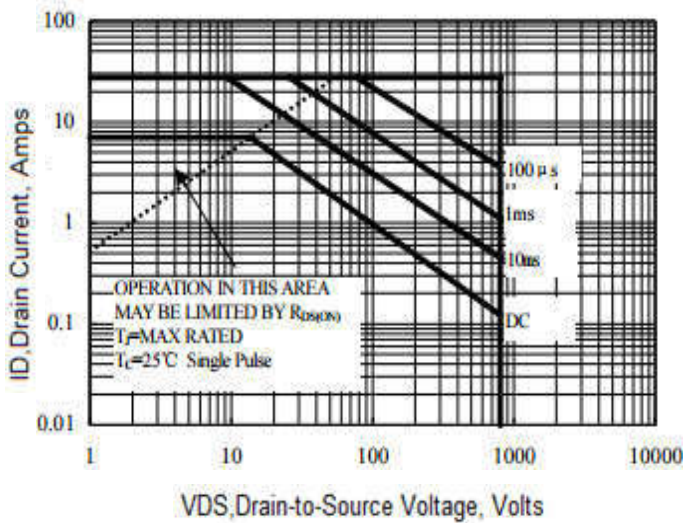 100
10
1
0.1
0.01
ID,Drain Current, Amps
100μs
1ms
10ms
DC
OPERATION IN THIS AREA
MAY BE LIMITED BY RDS(ON)
TJ=MAX RATED
TC=25℃ Single Pulse
1 10 100 1000 10000
VDS,Drain-to-Source Voltage, Volts